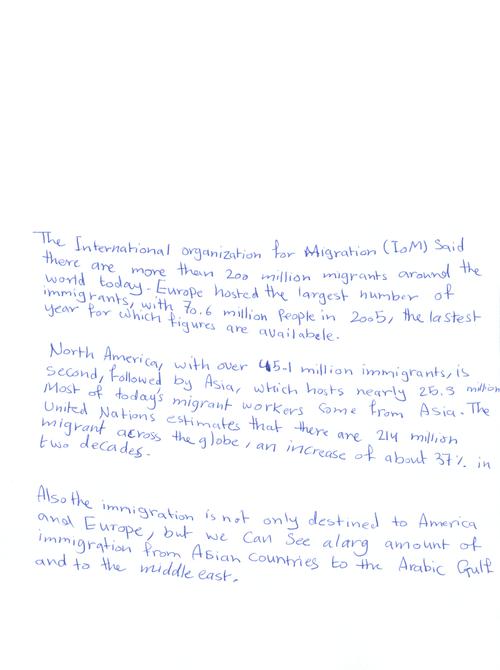 The International organization for Migration (IoM) Said
there are more than 200 million migrants around the
world today. Europe hosted the largest number of
immigrants, with 70.6 million People in 2005, the lastest
year for which figures are availabele.
North America, with over 45.1 million immigrants, is
second, followed by Asia, which hosts nearly 25.3 million
Most of today's migrant workers Come from Asia. The
United Nations estimates that there are 214 million
migrant across the globe, an increase of about 37% in
two decades.
Also the imnigration is not only destined to America
and Europe, but we Can See alarg amount of
immigration from Asian Countries to the Arabic Gulf
and to the middle east.